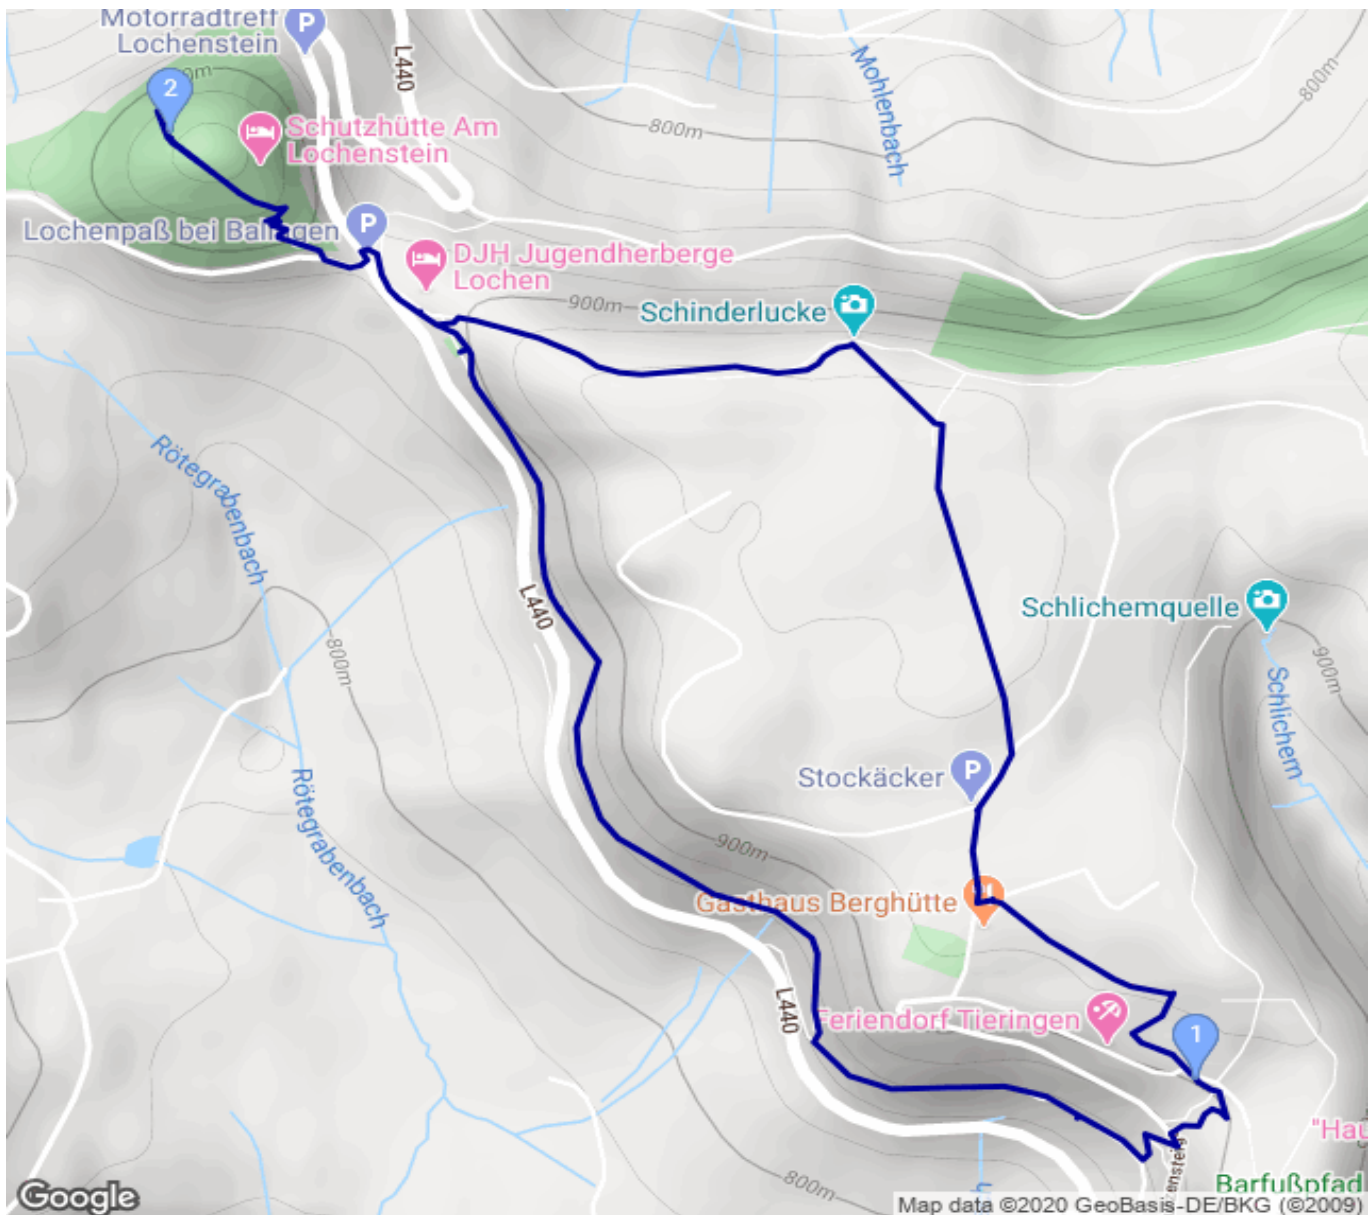 Motorradtreff
Lochenstein
2
800m
P
L440
Mohlenbach
800m
800m
Schutzhütte Am
Lochenstein
Lochenpaß bei Balingen
P
DJH Jugendherberge
Lochen
900m
Schinderlucke
Rötegrabenbach
L440
Schlichemquelle
800m
900m
Schlichem
Rötegrabenbach
Stockäcker
P
900m
Gasthaus Berghütte
L440
Feriendorf Tieringen
1
"Hau
800m
Barfußpfad
Google
Map data ©2020 GeoBasis-DE/BKG (©2009)